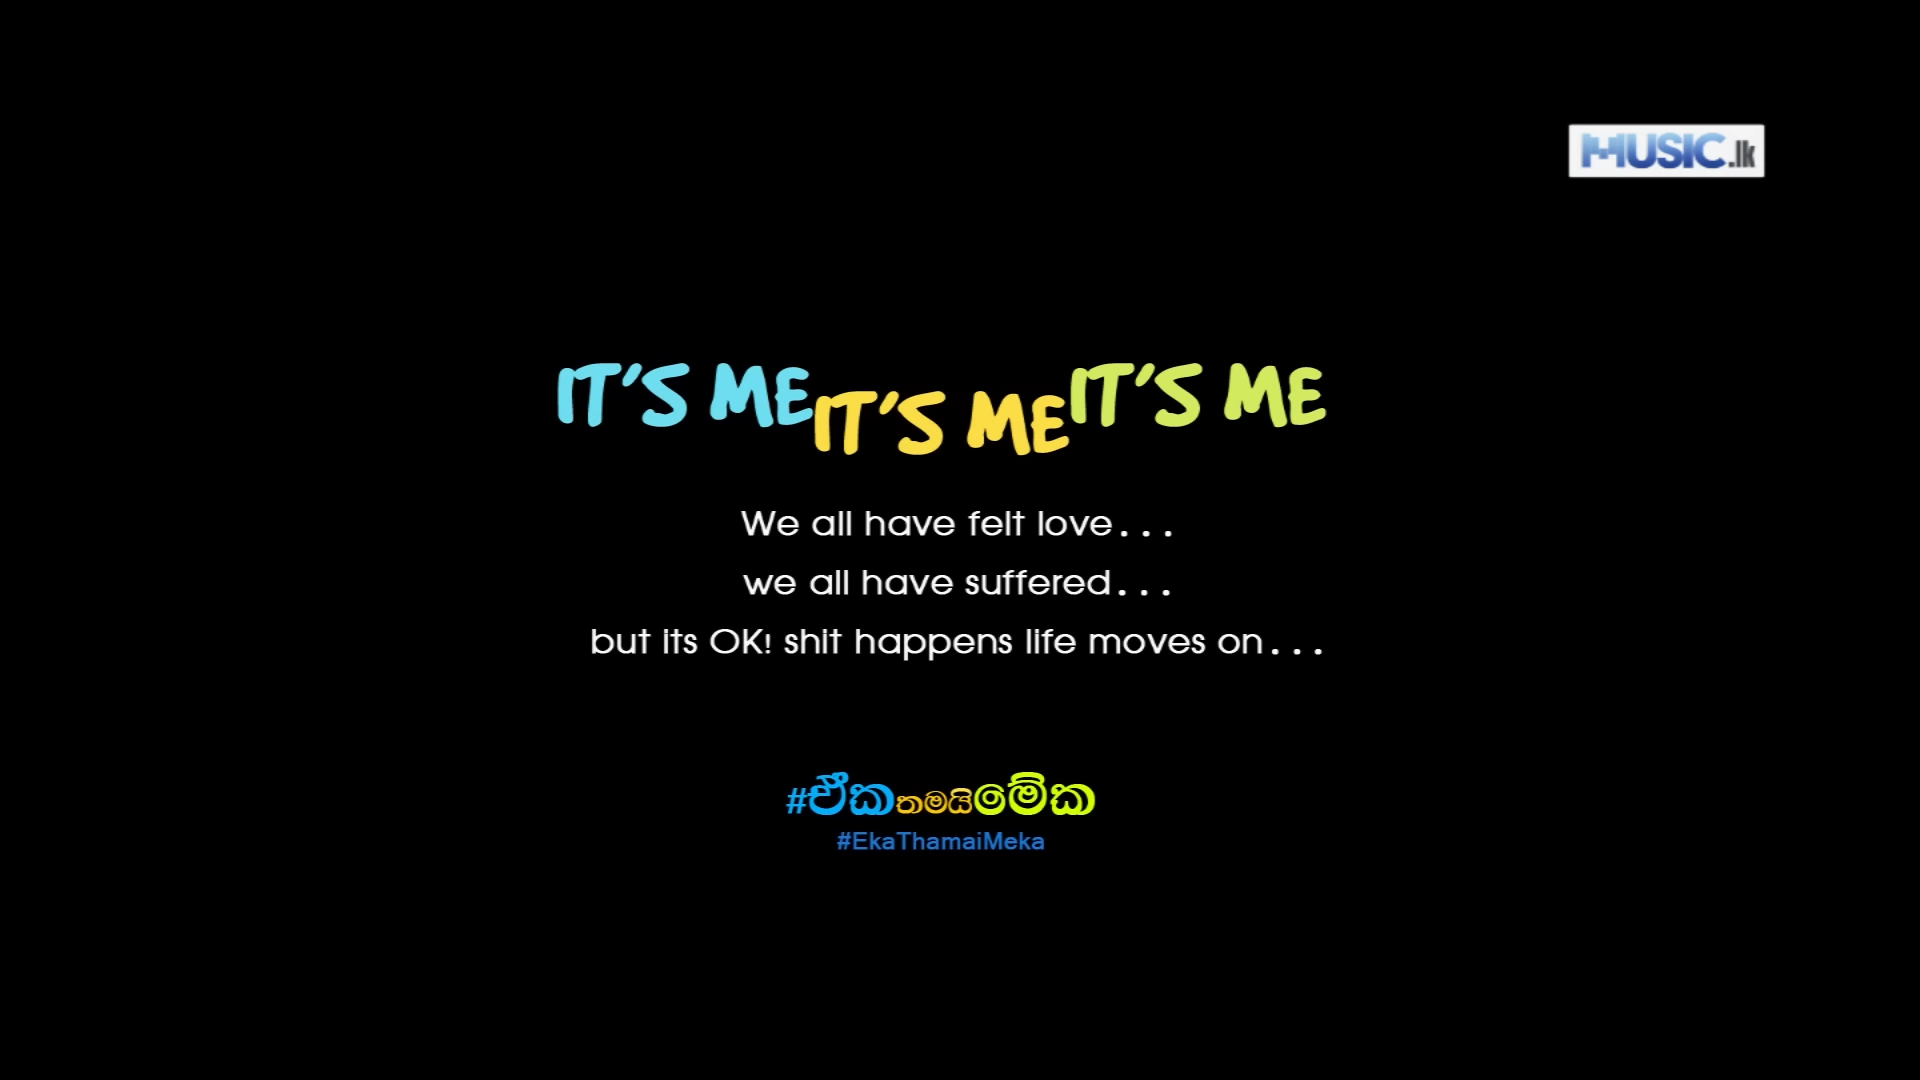 MUSIC.lk
IT'S ME IT'S ME IT'S ME
We all have felt love...
we all have suffered...
but its OK! shit happens life moves on...
#ඒකතමයිමේක
#EkaThamaiMeka